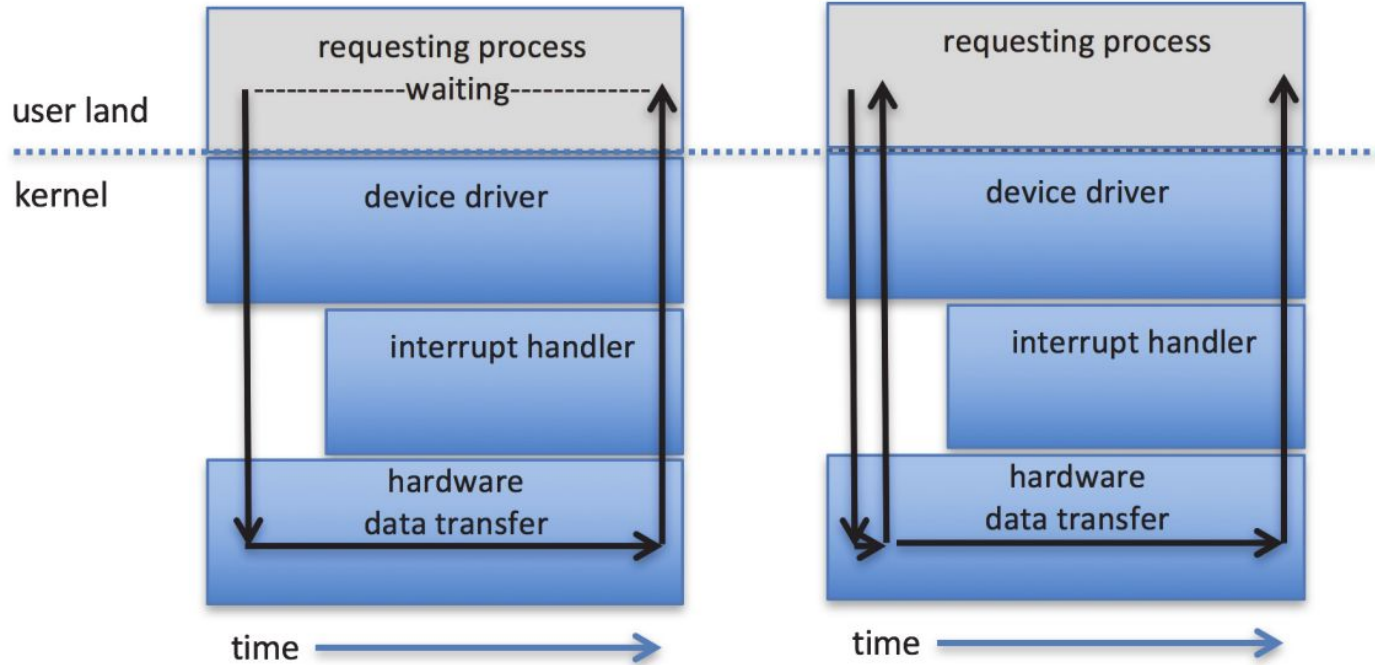 requesting process
waiting
user land
kernel
device driver
interrupt handler
hardware
data transfer
time
requesting process
device driver
interrupt handler
hardware
data transfer
time